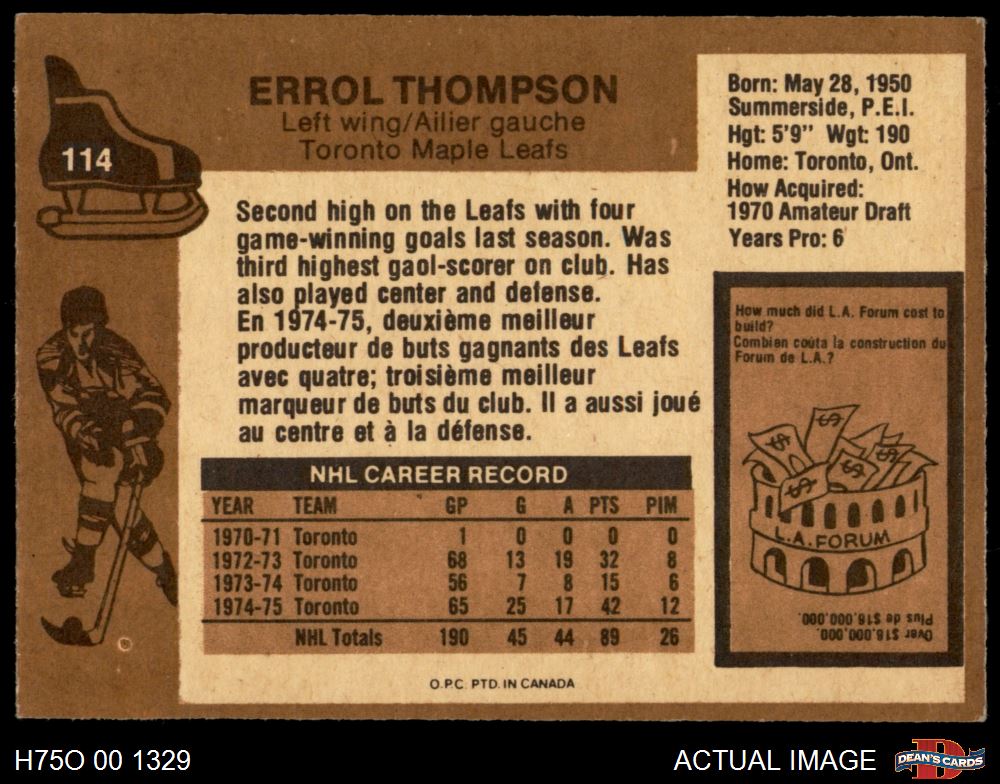 114
ERROL THOMPSON
Left wing/Ailier gauche
Toronto Maple Leafs
Born: May 28, 1950
Summerside, P.E.I.
Hgt: 5'9" Wgt: 190
Home: Toronto, Ont.
How Acquired:
1970 Amateur Draft
Years Pro: 6
Second high on the Leafs with four
game-winning goals last season. Was
third highest gaol-scorer on club. Has
also played center and defense.
En 1974-75, deuxième meilleur
producteur de buts gagnants des Leafs
avec quatre; troisième meilleur
marqueur de buts du club. Il a aussi joué
au centre et à la défense.
NHL CAREER RECORD
YEAR TEAM GP G A PTS PIM
1970-71 Toronto 1 0 0 0 0
1972-73 Toronto 68 13 19 32 8
1973-74 Toronto 56 7 8 15 6
1974-75 Toronto 65 25 17 42 12
NHL Totals 190 45 44 89 26
How much did L.A. Forum cost to
build?
Combien coûta la construction du
Forum de L.A.?
$ $ $ $ $
L.A. FORUM
Over $16,000,000.
Plus de $16,000,000.
O.P.C. PTD. IN CANADA
H75O 00 1329
ACTUAL IMAGE
D
DEAN'S CARDS